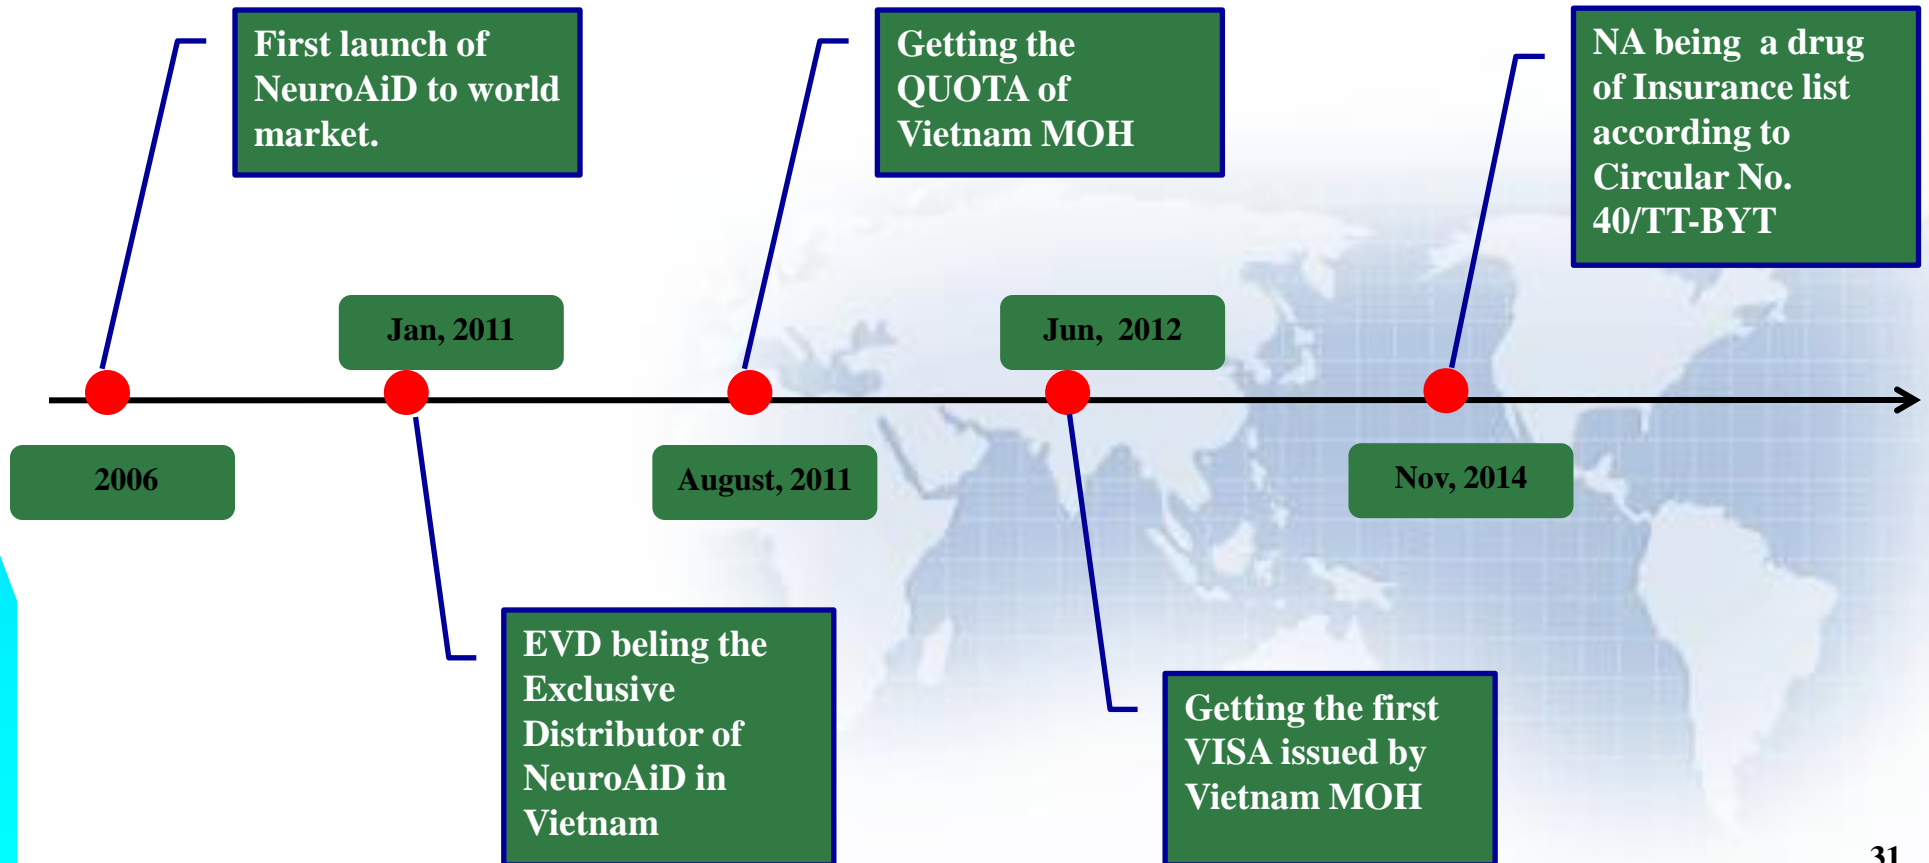 First launch of
NeuroAiD to world
market.
Getting the
QUOTA of
Vietnam MOH
NA being a drug
of Insurance list
according to
Circular No.
40/TT-BYT
Jan, 2011
Jun, 2012
2006
August, 2011
Nov, 2014
EVD beling the
Exclusive
Distributor of
NeuroAiD in
Vietnam
Getting the first
VISA issued by
Vietnam MOH
31